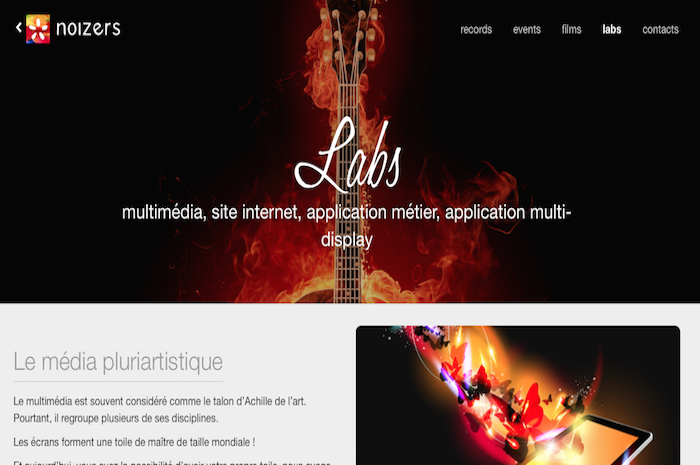 noizers
records events films labs contacts
Labs
multimédia, site internet, application métier, application multi-
display
Le média pluriartistique
Le multimédia est souvent considéré comme le talon d'Achille de l'art.
Pourtant, il regroupe plusieurs de ses disciplines.
Les écrans forment une toile de maître de taille mondiale !